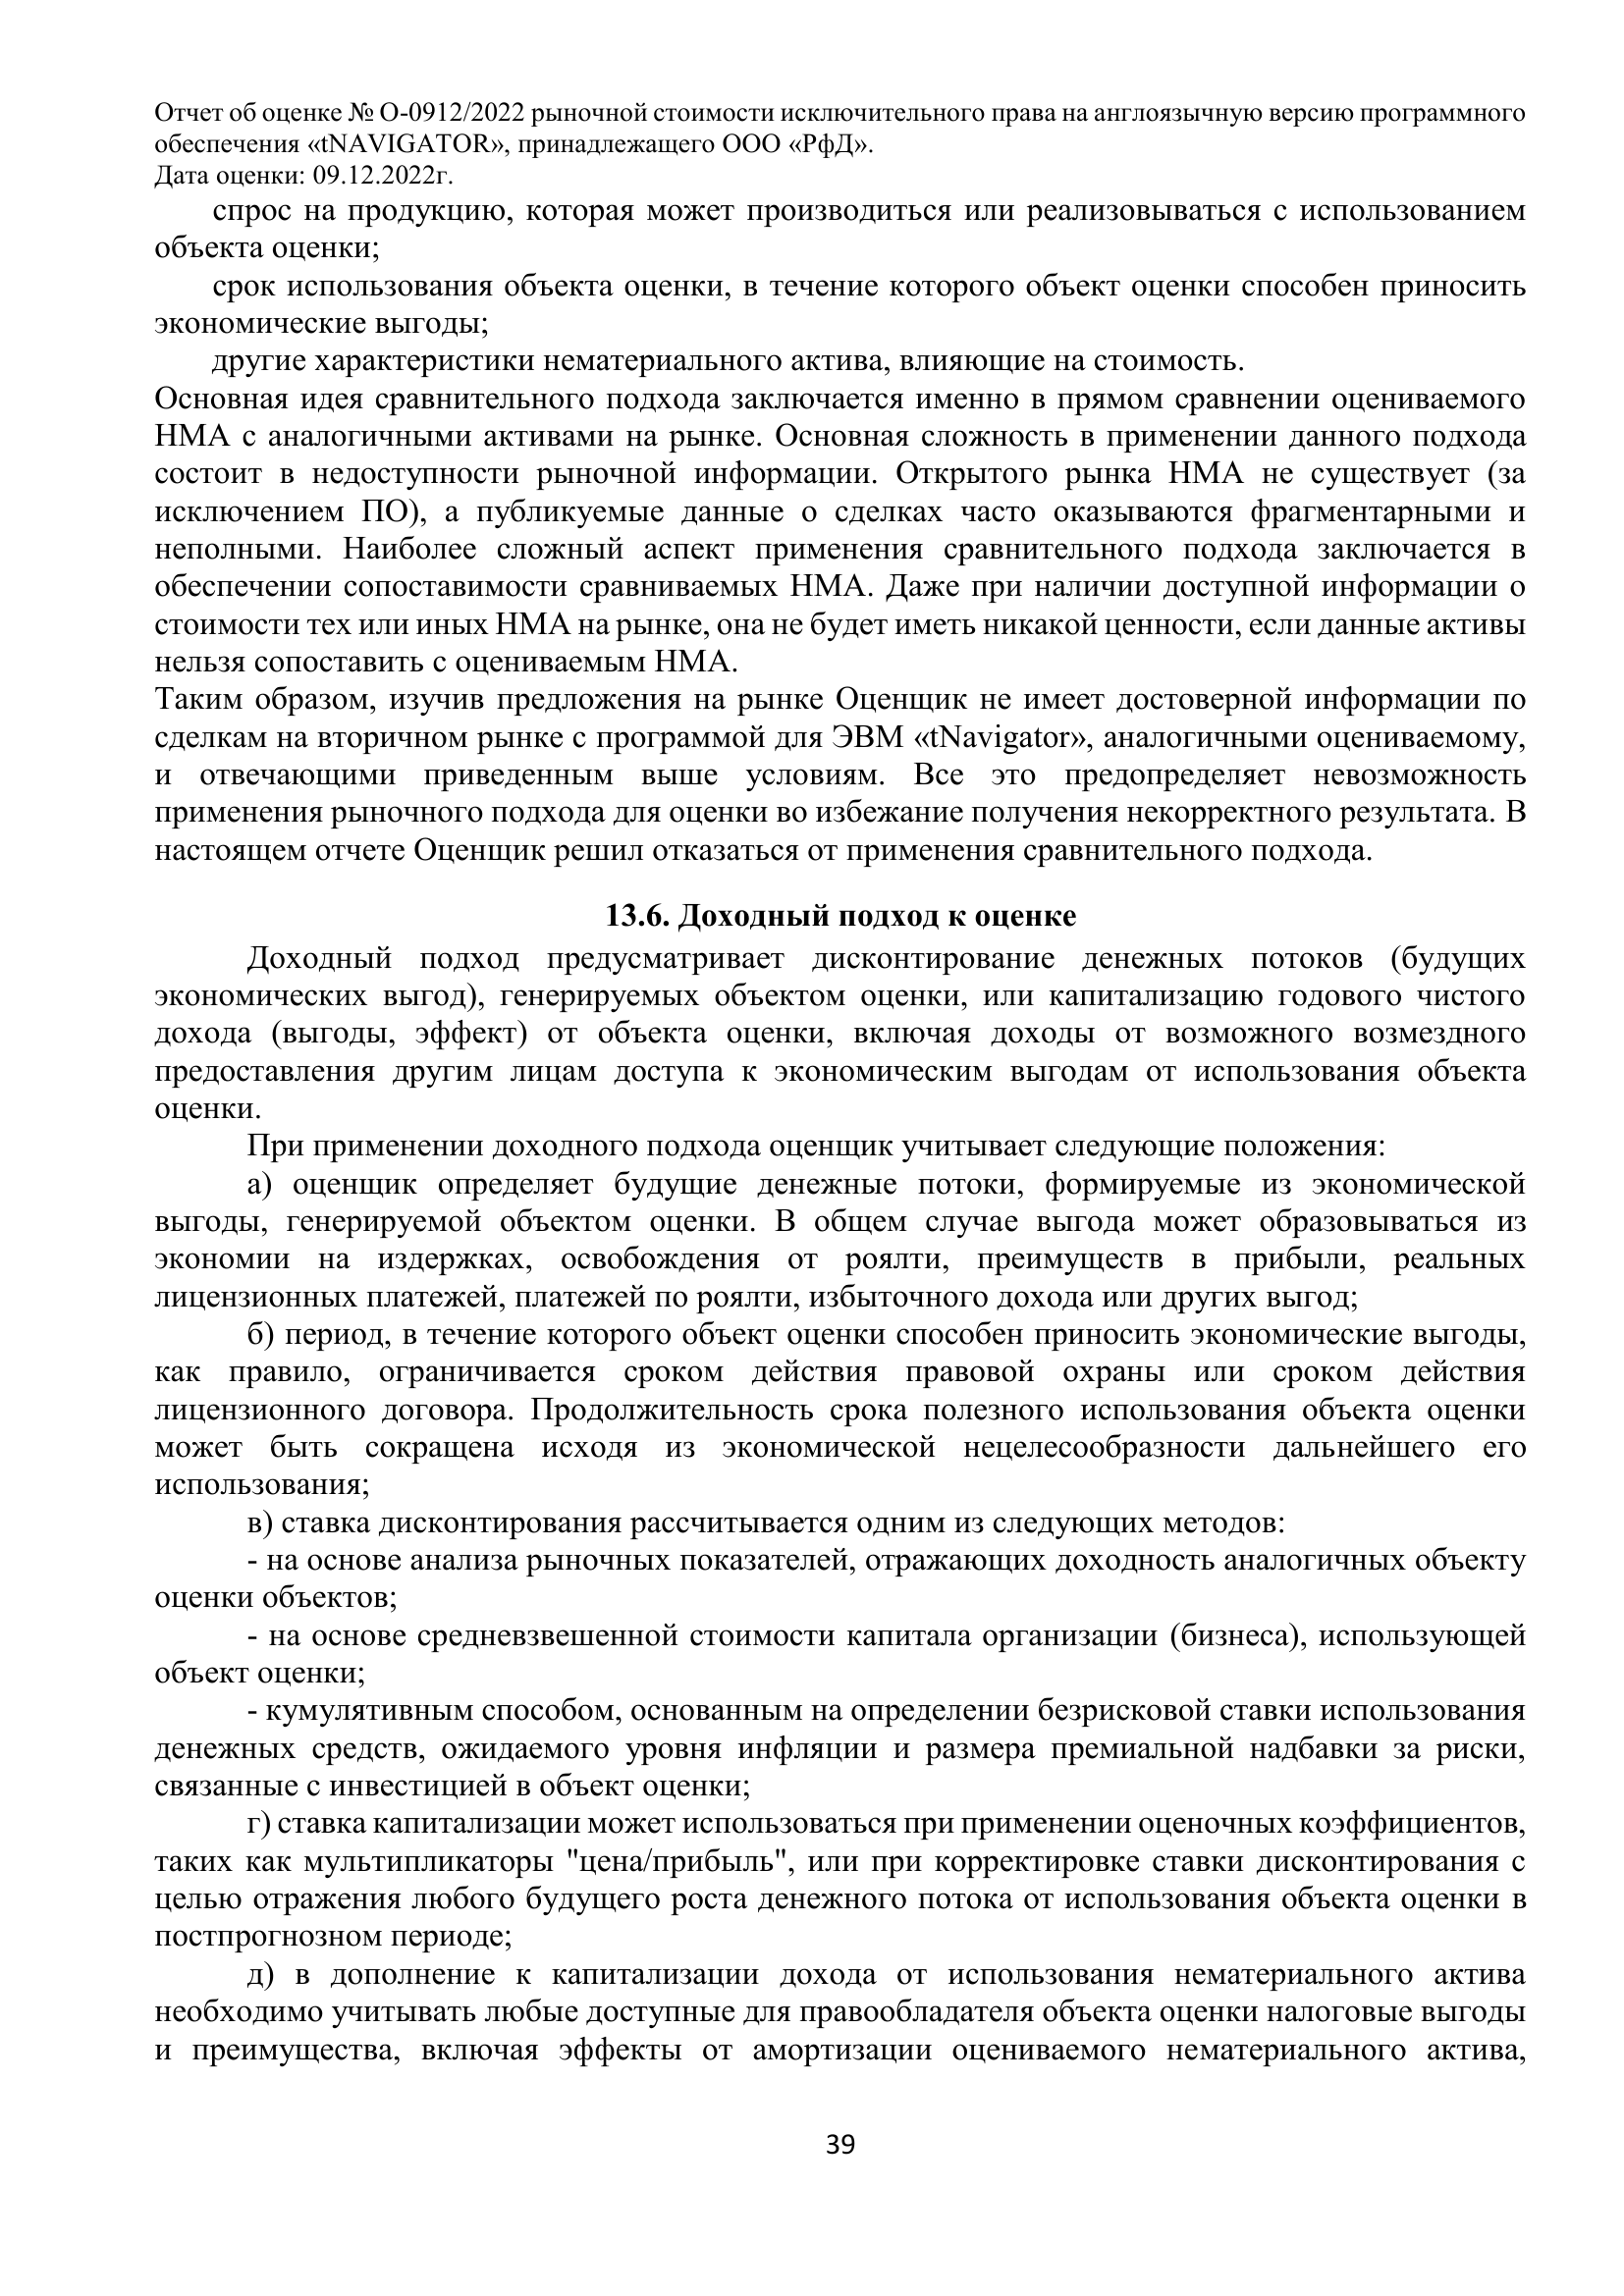 Отчет об оценке № О-0912/2022 рыночной стоимости исключительного права на англоязычную версию программного
обеспечения «tNAVIGATOR», принадлежащего ООО «РфД».
Дата оценки: 09.12.2022г.
спрос на продукцию, которая может производиться или реализовываться с использованием
объекта оценки;
срок использования объекта оценки, в течение которого объект оценки способен приносить
экономические выгоды;
другие характеристики нематериального актива, влияющие на стоимость.
Основная идея сравнительного подхода заключается именно в прямом сравнении оцениваемого
НМА с аналогичными активами на рынке. Основная сложность в применении данного подхода
состоит в недоступности рыночной информации. Открытого рынка НМА не существует (за
исключением ПО), а публикуемые данные о сделках часто оказываются фрагментарными и
неполными. Наиболее сложный аспект применения сравнительного подхода заключается в
обеспечении сопоставимости сравниваемых НМА. Даже при наличии доступной информации о
стоимости тех или иных НМА на рынке, она не будет иметь никакой ценности, если данные активы
нельзя сопоставить с оцениваемым НМА.
Таким образом, изучив предложения на рынке Оценщик не имеет достоверной информации по
сделкам на вторичном рынке с программой для ЭВМ «tNavigator», аналогичными оцениваемому,
и отвечающими приведенным выше условиям. Все это предопределяет невозможность
применения рыночного подхода для оценки во избежание получения некорректного результата. В
настоящем отчете Оценщик решил отказаться от применения сравнительного подхода.
13.6. Доходный подход к оценке
Доходный подход предусматривает дисконтирование денежных потоков (будущих
экономических выгод), генерируемых объектом оценки, или капитализацию годового чистого
дохода (выгоды, эффект) от объекта оценки, включая доходы от возможного возмездного
предоставления другим лицам доступа к экономическим выгодам от использования объекта
оценки.
При применении доходного подхода оценщик учитывает следующие положения:
а) оценщик определяет будущие денежные потоки, формируемые из экономической
выгоды, генерируемой объектом оценки. В общем случае выгода может образовываться из
экономии на издержках, освобождения от роялти, преимуществ в прибыли, реальных
лицензионных платежей, платежей по роялти, избыточного дохода или других выгод;
б) период, в течение которого объект оценки способен приносить экономические выгоды,
как правило, ограничивается сроком действия правовой охраны или сроком действия
лицензионного договора. Продолжительность срока полезного использования объекта оценки
может быть сокращена исходя из экономической нецелесообразности дальнейшего его
использования;
в) ставка дисконтирования рассчитывается одним из следующих методов:
- на основе анализа рыночных показателей, отражающих доходность аналогичных объекту
оценки объектов;
- на основе средневзвешенной стоимости капитала организации (бизнеса), использующей
объект оценки;
- кумулятивным способом, основанным на определении безрисковой ставки использования
денежных средств, ожидаемого уровня инфляции и размера премиальной надбавки за риски,
связанные с инвестицией в объект оценки;
г) ставка капитализации может использоваться при применении оценочных коэффициентов,
таких как мультипликаторы "цена/прибыль", или при корректировке ставки дисконтирования с
целью отражения любого будущего роста денежного потока от использования объекта оценки в
постпрогнозном периоде;
д) в дополнение к капитализации дохода от использования нематериального актива
необходимо учитывать любые доступные для правообладателя объекта оценки налоговые выгоды
и преимущества, включая эффекты от амортизации оцениваемого нематериального актива,
39